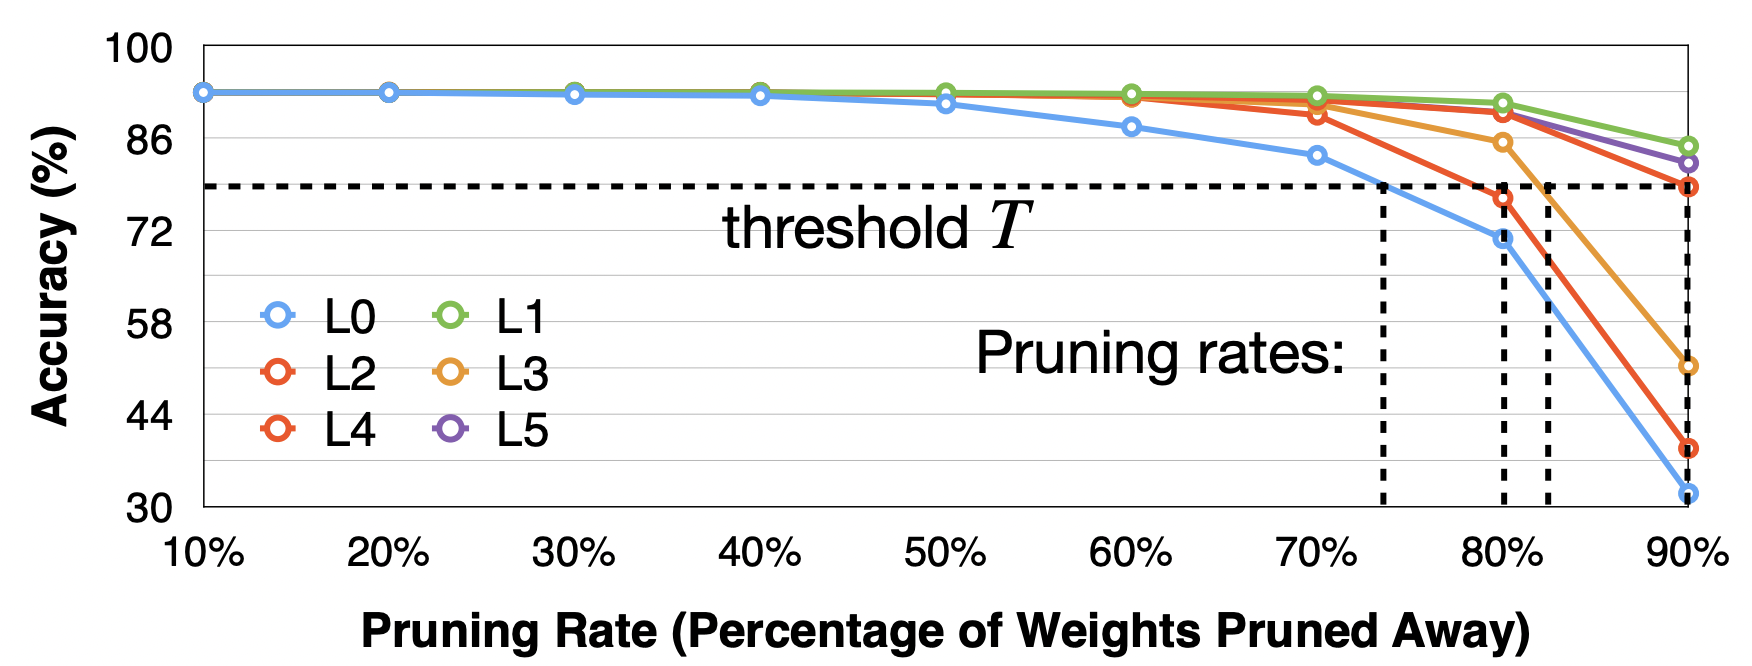 100
86
72
58
44
30
Accuracy (%)
threshold T
Pruning rates:
L0 L1
L2 L3
L4 L5
10% 20% 30% 40% 50% 60% 70% 80% 90%
Pruning Rate (Percentage of Weights Pruned Away)